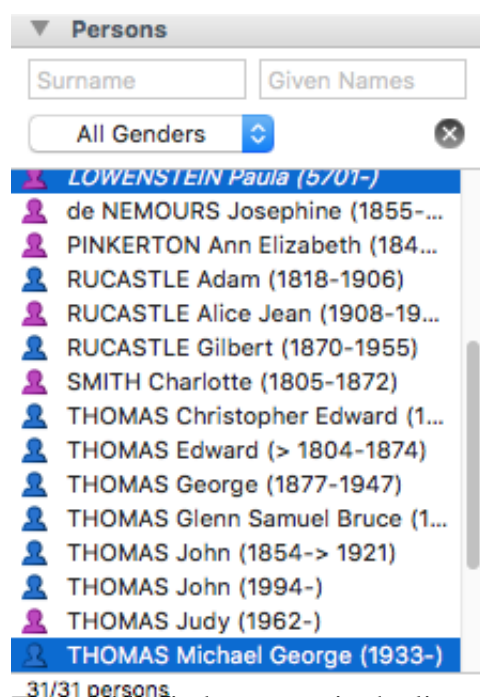 Persons
Surname Given Names
All Genders
LOWENSTEIN Paula (5701-)
de NEMOURS Josephine (1855-...
PINKERTON Ann Elizabeth (184...
RUCASTLE Adam (1818-1906)
RUCASTLE Alice Jean (1908-19...
RUCASTLE Gilbert (1870-1955)
SMITH Charlotte (1805-1872)
THOMAS Christopher Edward (1...
THOMAS Edward (> 1804-1874)
THOMAS George (1877-1947)
THOMAS Glenn Samuel Bruce (1...
THOMAS John (1854-> 1921)
THOMAS John (1994-)
THOMAS Judy (1962-)
THOMAS Michael George (1933-)
31/31 persons